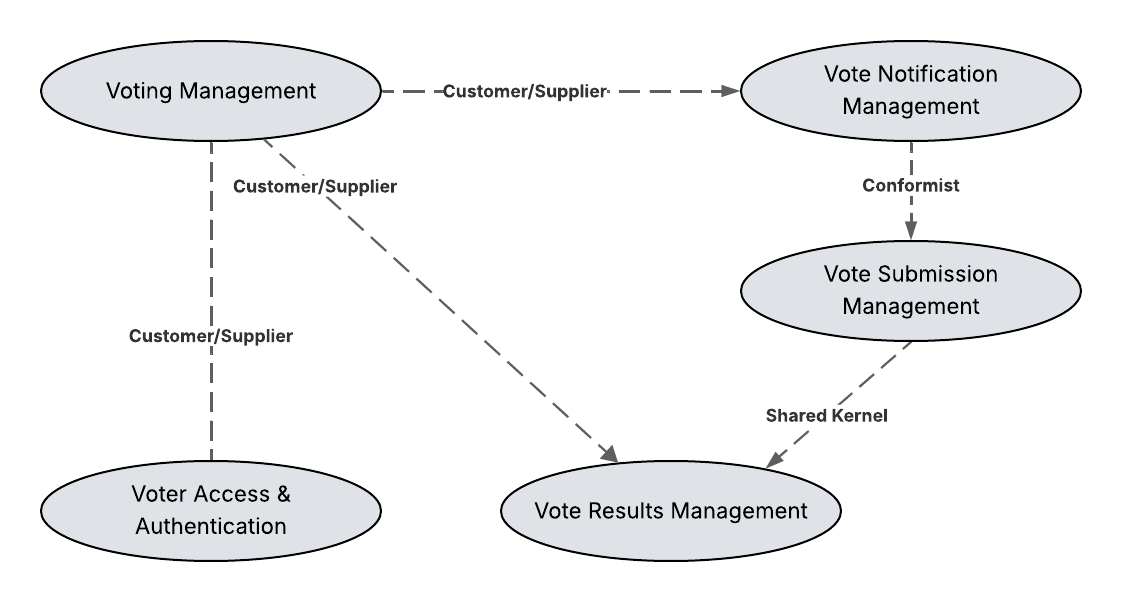 Voting Management
Customer/Supplier
Vote Notification
Management
Customer/Supplier
Conformist
Vote Submission
Management
Customer/Supplier
Shared Kernel
Voter Access &
Authentication
Vote Results Management